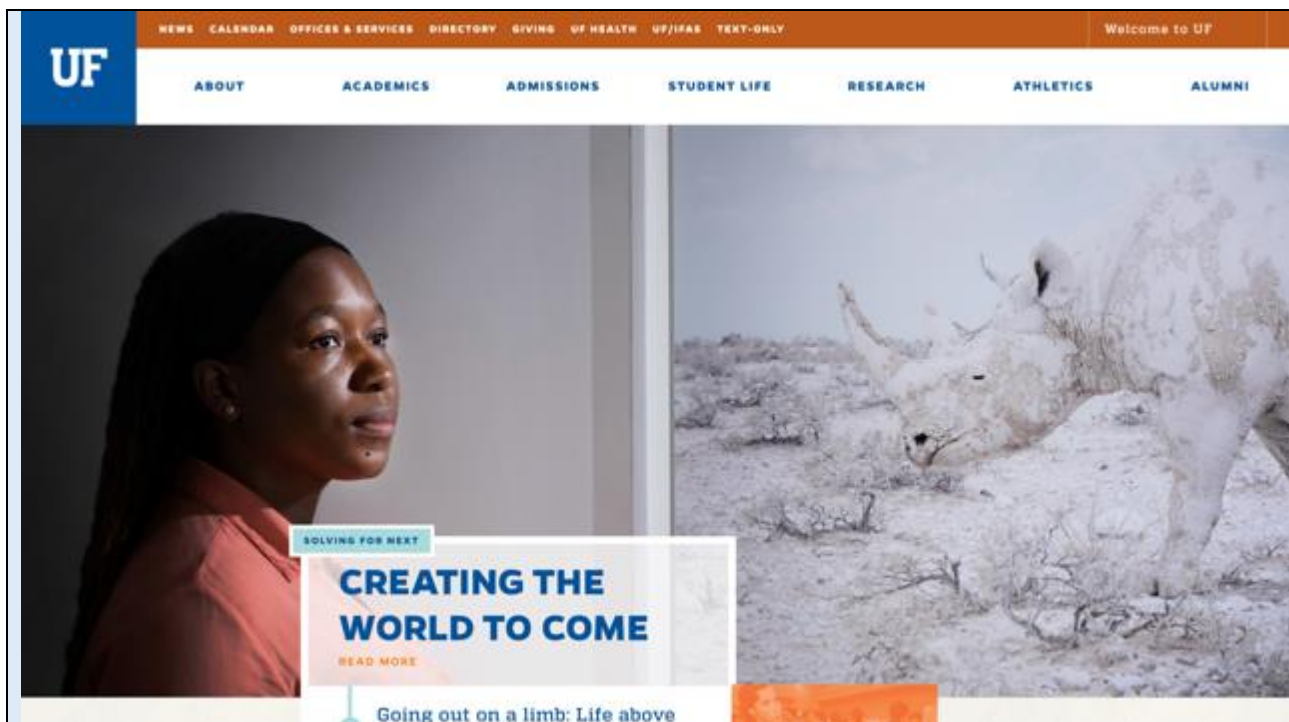 NEWS CALENDAR OFFICES & SERVICES DIRECTORY GIVING UF HEALTH UF/IFAS TEXT-ONLY Welcome to UF
UF
ABOUT ACADEMICS ADMISSIONS STUDENT LIFE RESEARCH ATHLETICS ALUMNI
SOLVING FOR NEXT
CREATING THE
WORLD TO COME
READ MORE
Going out on a limb: Life above